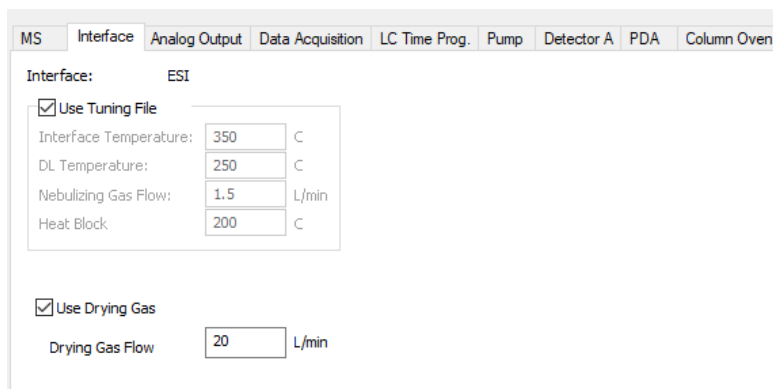 MS Interface Analog Output Data Acquisition LC Time Prog. Pump Detector A PDA Column Oven
Interface: ESI
Use Tuning File
Interface Temperature: 350 C
DL Temperature: 250 C
Nebulizing Gas Flow: 1.5 L/min
Heat Block 200 C
Use Drying Gas
Drying Gas Flow 20 L/min